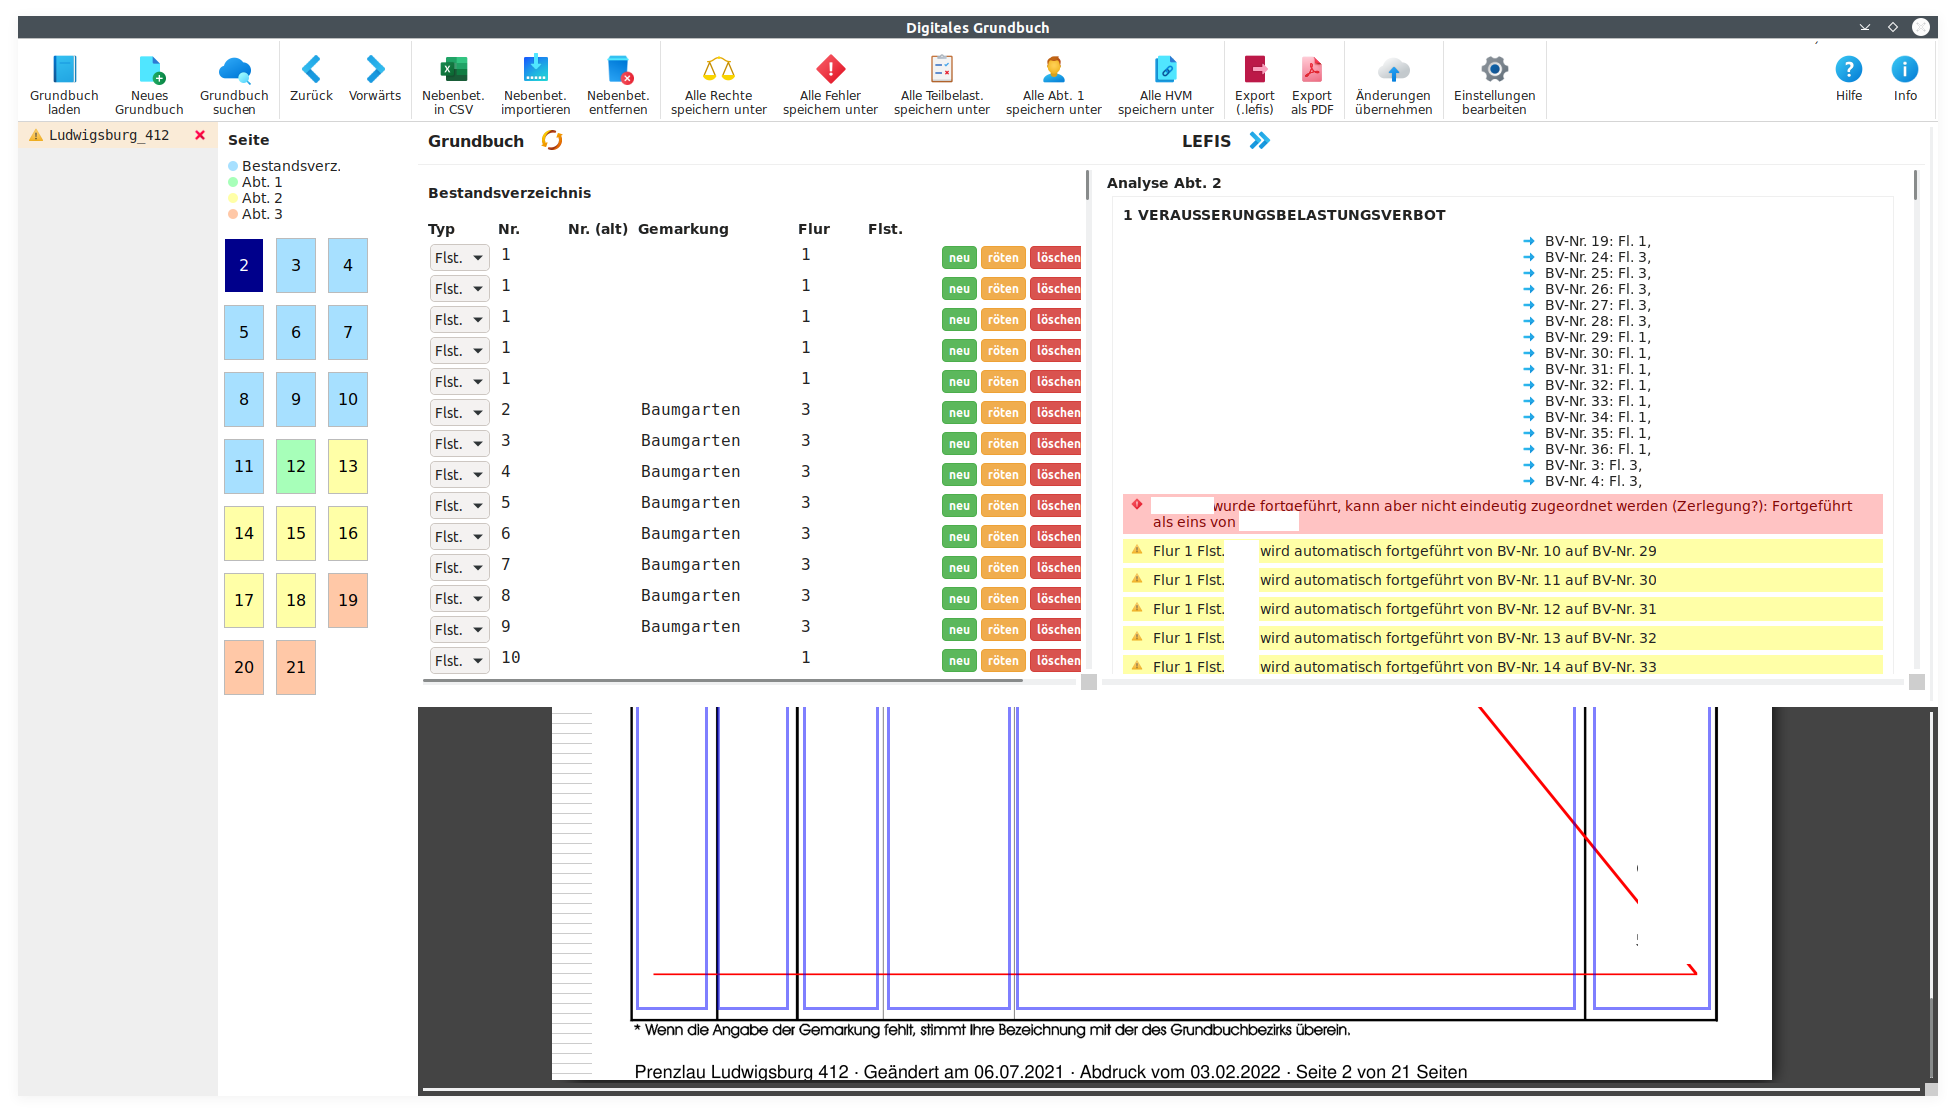 Digitales Grundbuch
Grundbuch laden
Neues Grundbuch
Grundbuch suchen
Zurück
Vorwärts
Nebenbet. in CSV
Nebenbet. importieren
Nebenbet. entfernen
Alle Rechte speichern unter
Alle Fehler speichem unter
Alle Teilbelast. speichern unter
Alle Abt. 1 speichern unter
Alle HVM speichern unter
Export (.lefis)
Export als PDF
Änderungen übernehmen
Einstellungen bearbeiten
Hilfe
Info
Ludwigsburg_412
Seite
Bestandsverz.
Abt. 1
Abt. 2
Abt. 3
2 3 4
5 6 7
8 9 10
11 12 13
14 15 16
17 18 19
20 21
Grundbuch
Bestandsverzeichnis
Typ Nr. Nr. (alt) Gemarkung Flur Flst.
Flst. 1 1 neu röten löschen
Flst. 1 1 neu röten löschen
Flst. 1 1 neu röten löschen
Flst. 1 1 neu röten löschen
Flst. 1 1 neu röten löschen
Flst. 2 Baumgarten 3 neu röten löschen
Flst. 3 Baumgarten 3 neu röten löschen
Flst. 4 Baumgarten 3 neu röten löschen
Flst. 5 Baumgarten 3 neu röten löschen
Flst. 6 Baumgarten 3 neu röten löschen
Flst. 7 Baumgarten 3 neu röten löschen
Flst. 8 Baumgarten 3 neu röten löschen
Flst. 9 Baumgarten 3 neu röten löschen
Flst. 10 1 neu röten löschen
LEFIS
Analyse Abt. 2
1 VERAUSSERUNGSBELASTUNGSVERBOT
BV-Nr. 19: Fl. 1,
BV-Nr. 24: Fl. 3,
BV-Nr. 25: Fl. 3,
BV-Nr. 26: Fl. 3,
BV-Nr. 27: Fl. 3,
BV-Nr. 28: Fl. 3,
BV-Nr. 29: Fl. 1,
BV-Nr. 30: Fl. 1,
BV-Nr. 31: Fl. 1,
BV-Nr. 32: Fl. 1,
BV-Nr. 33: Fl. 1,
BV-Nr. 34: Fl. 1,
BV-Nr. 35: Fl. 1,
BV-Nr. 36: Fl. 1,
BV-Nr. 3: Fl. 3,
BV-Nr. 4: Fl. 3,
wurde fortgeführt, kann aber nicht eindeutig zugeordnet werden (Zerlegung?): Fortgeführt
als eins von
Flur 1 Flst. wird automatisch fortgeführt von BV-Nr. 10 auf BV-Nr. 29
Flur 1 Flst. wird automatisch fortgeführt von BV-Nr. 11 auf BV-Nr. 30
Flur 1 Flst. wird automatisch fortgeführt von BV-Nr. 12 auf BV-Nr. 31
Flur 1 Flst. wird automatisch fortgeführt von BV-Nr. 13 auf BV-Nr. 32
Flur 1 Flst. wird automatisch fortgeführt von BV-Nr. 14 auf BV-Nr. 33
* Wenn die Angabe der Gemarkung fehlt, stimmt Ihre Bezeichnung mit der des Grundbuchbezirks überein.
Prenzlau Ludwigsburg 412 · Geändert am 06.07.2021 · Abdruck vom 03.02.2022 · Seite 2 von 21 Seiten